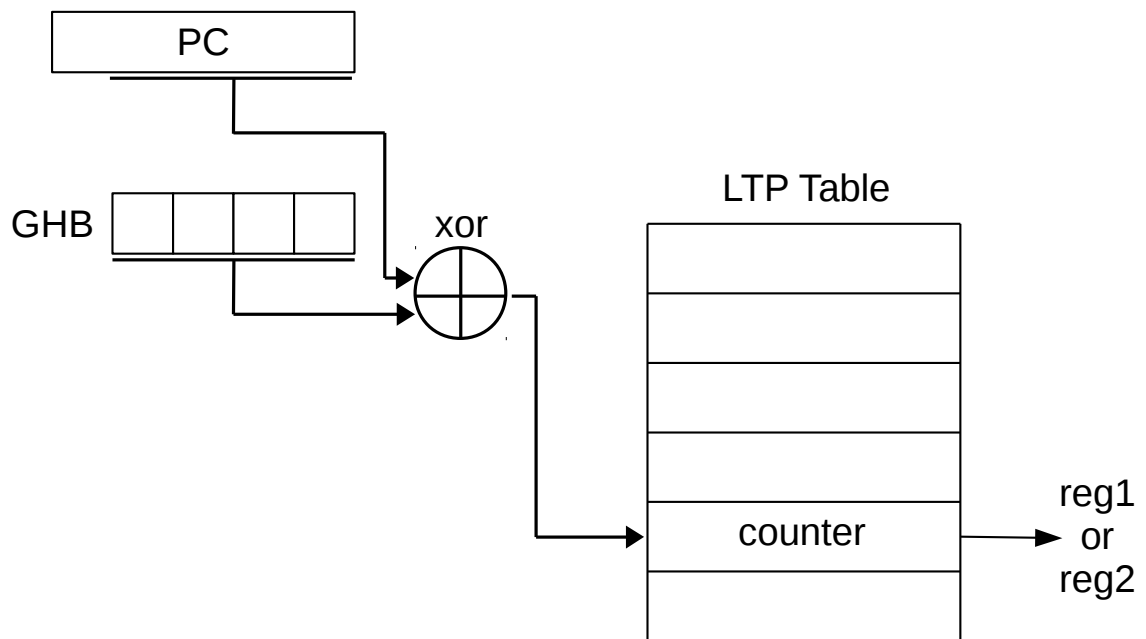 PC
GHB
xor
LTP Table
counter
reg1
or
reg2